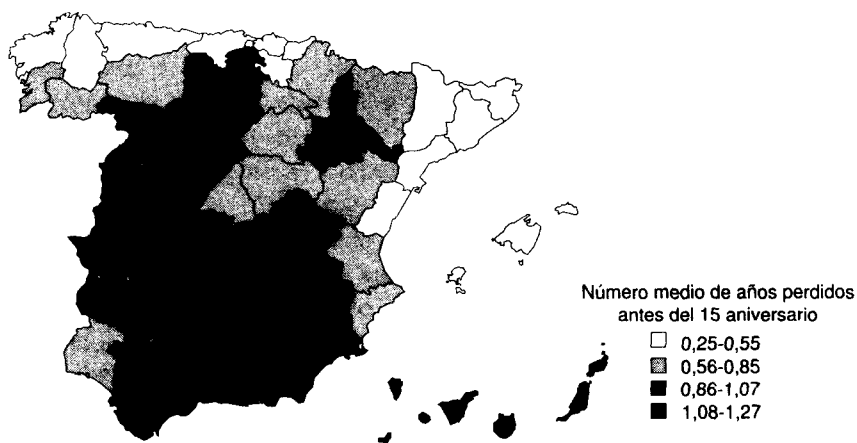 Número medio de años perdidos
antes del 15 aniversario
0,25-0,55
0,56-0,85
0,86-1,07
1,08-1,27